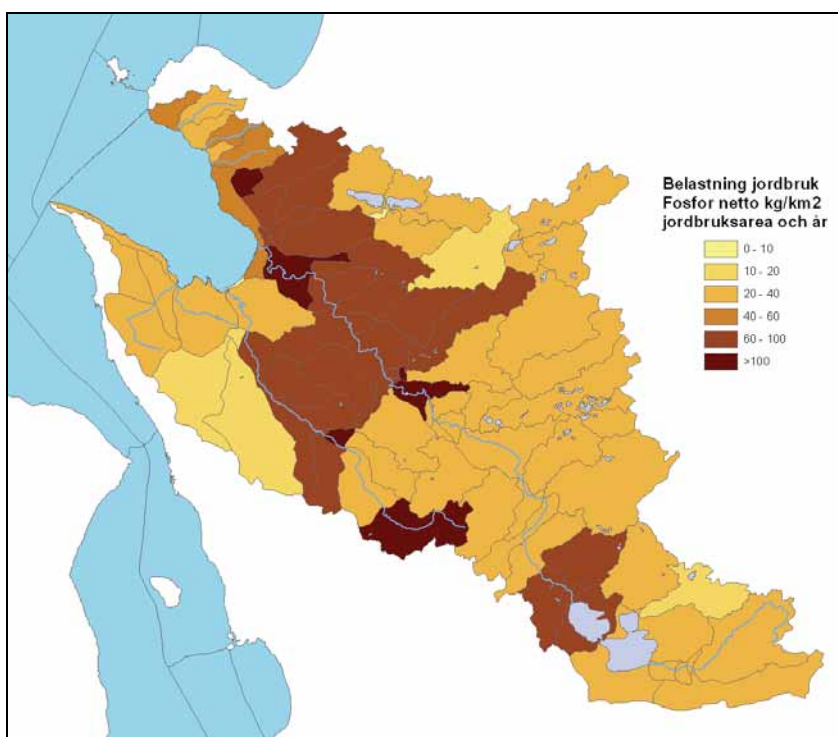 Belastning jordbruk
Fosfor netto kg/km2
jordbruksarea och år
0 - 10
10 - 20
20 - 40
40 - 60
60 - 100
>100